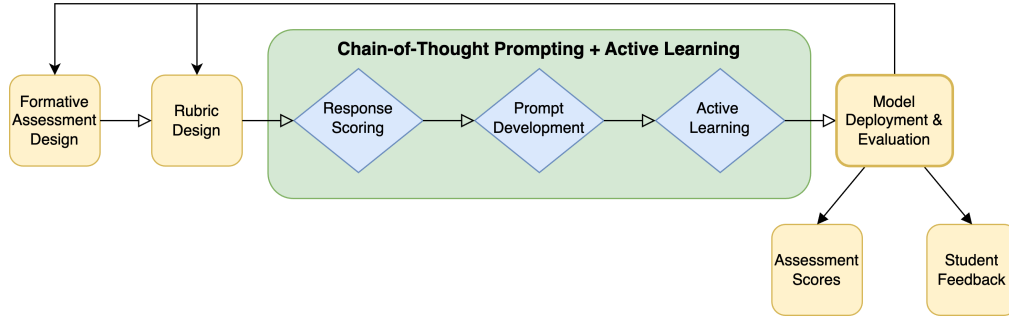 Chain-of-Thought Prompting + Active Learning
Formative
Assessment
Design
Rubric
Design
Response
Scoring
Prompt
Development
Active
Learning
Model
Deployment &
Evaluation
Assessment
Scores
Student
Feedback